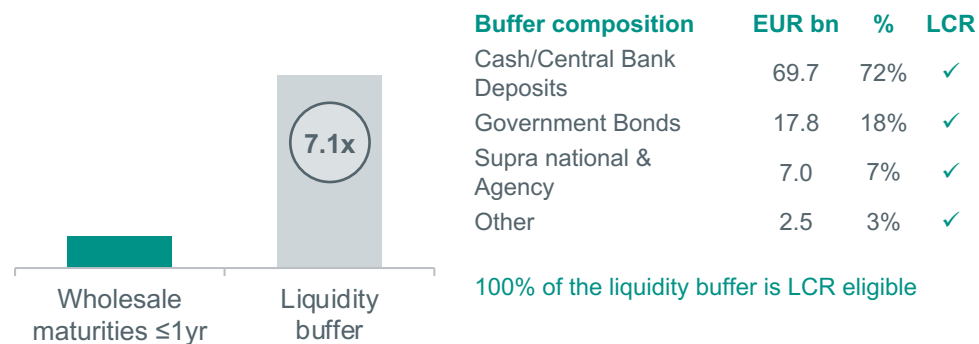 7.1x
Wholesale
maturities ≤1yr
Liquidity
buffer
Buffer composition EUR bn % LCR
Cash/Central Bank
Deposits 69.7 72% ✓
Government Bonds 17.8 18% ✓
Supra national &
Agency 7.0 7% ✓
Other 2.5 3% ✓
100% of the liquidity buffer is LCR eligible